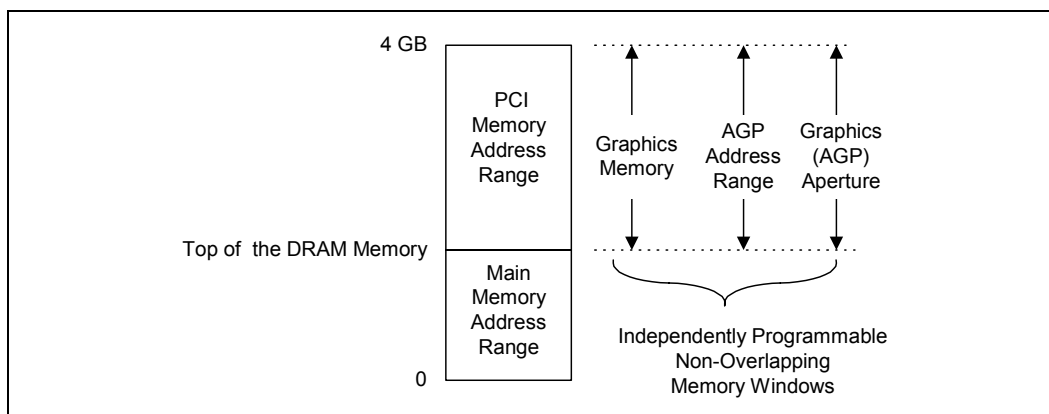 4 GB
PCI
Memory
Address
Range
Graphics
Memory
AGP
Address
Range
Graphics
(AGP)
Aperture
Top of the DRAM Memory
Main
Memory
Address
Range
0
Independently Programmable
Non-Overlapping
Memory Windows